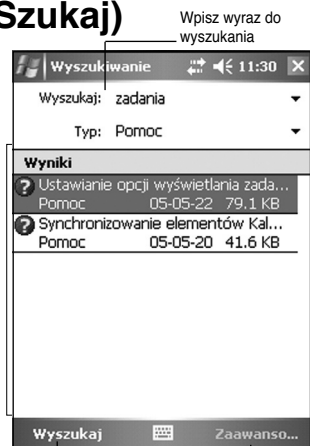 Szukaj)
Wpisz wyraz do
wyszukania
Wyszukiwanie 11:30
Wyszukaj: zadania
Typ: Pomoc
Wyniki
Ustawianie opcji wyświetlania zada...
Pomoc 05-05-22 79.1 KB
Synchronizowanie elementów Kal...
Pomoc 05-05-20 41.6 KB
Wyszukaj Zaawanso...